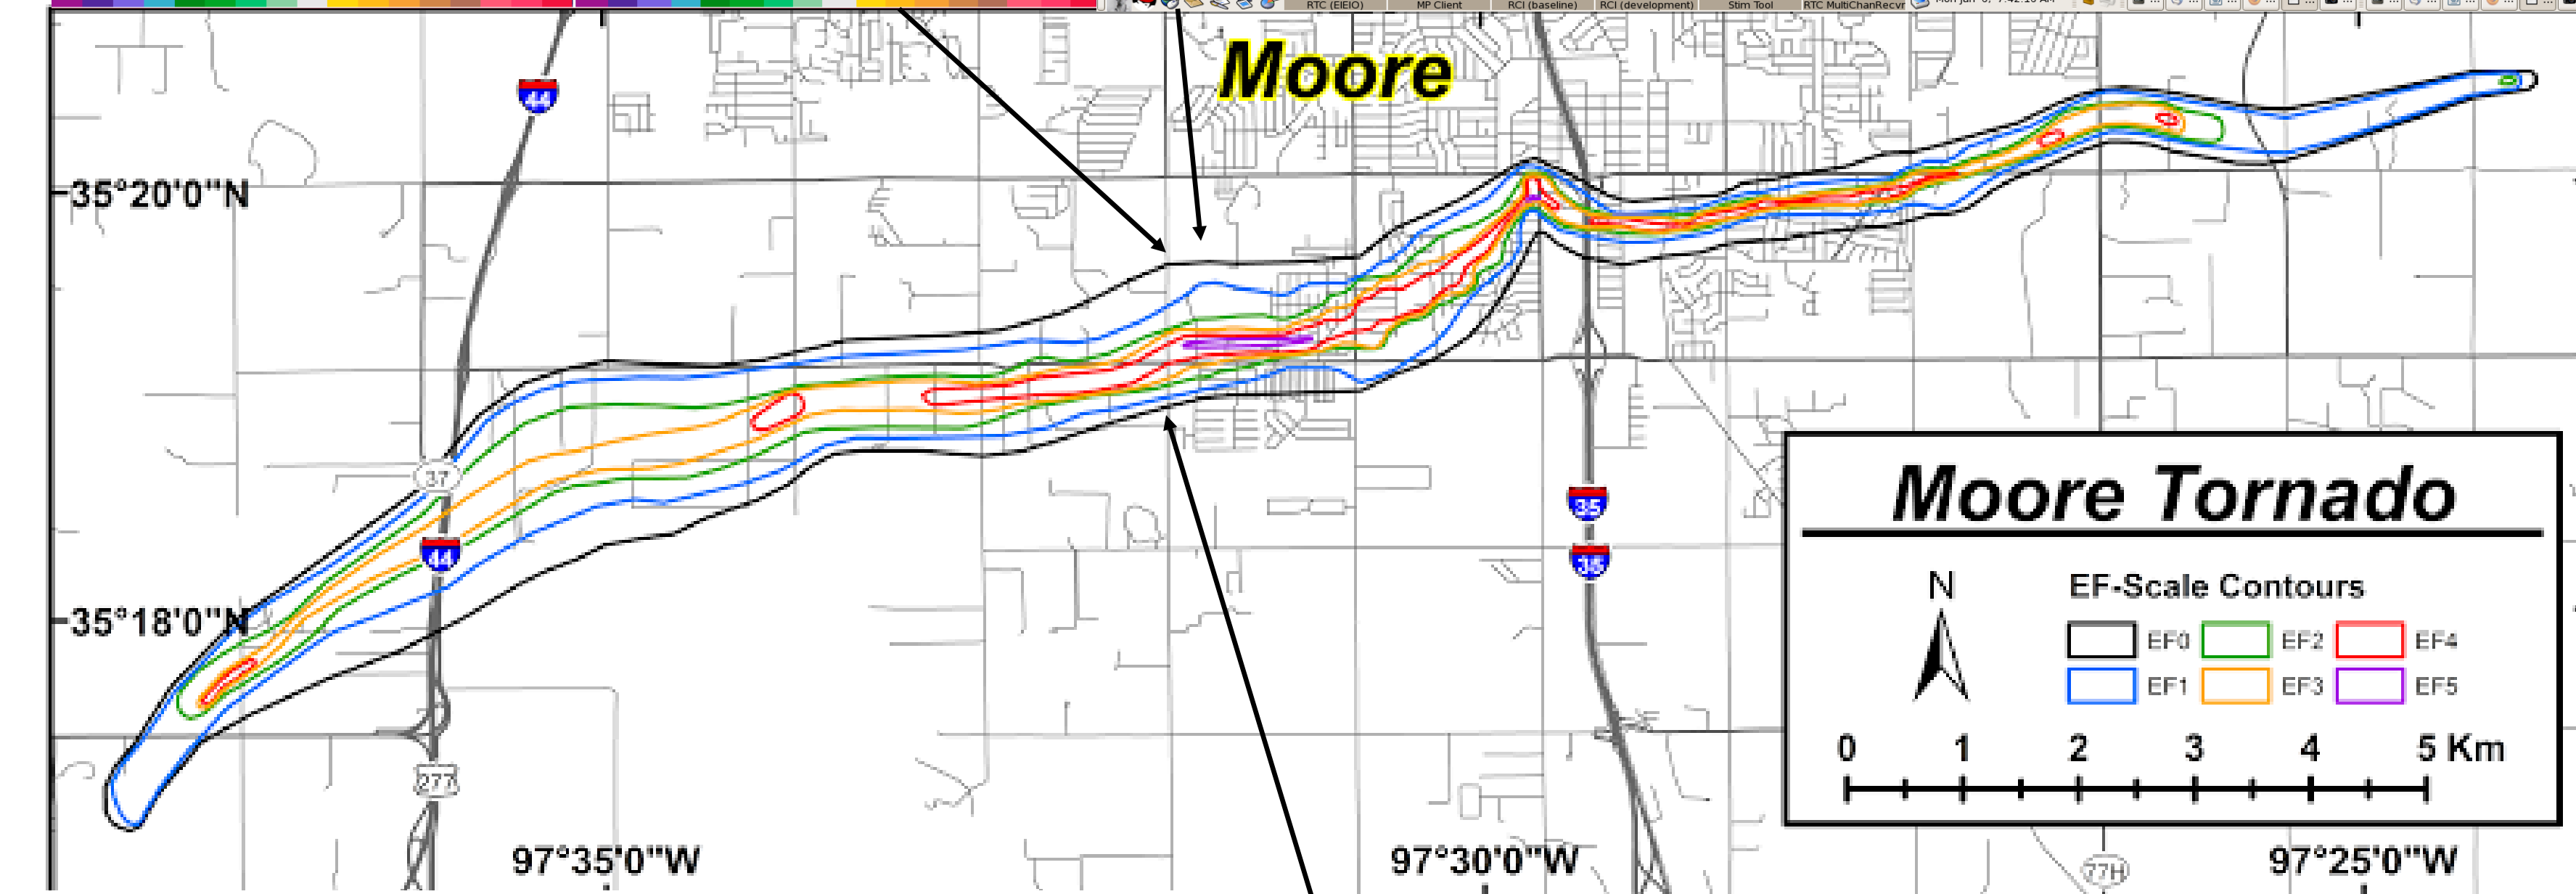 RTC (EIEIO) MP Client RCI (baseline) RCI (development) Stim Tool RTC MultiChanRecvr
Moore
44
35°20'0"N
37
44
35
35
35°18'0"N
277
97°35'0"W
97°30'0"W
97°25'0"W
77H
Moore Tornado
N
EF-Scale Contours
EF0 EF2 EF4
EF1 EF3 EF5
0 1 2 3 4 5 Km